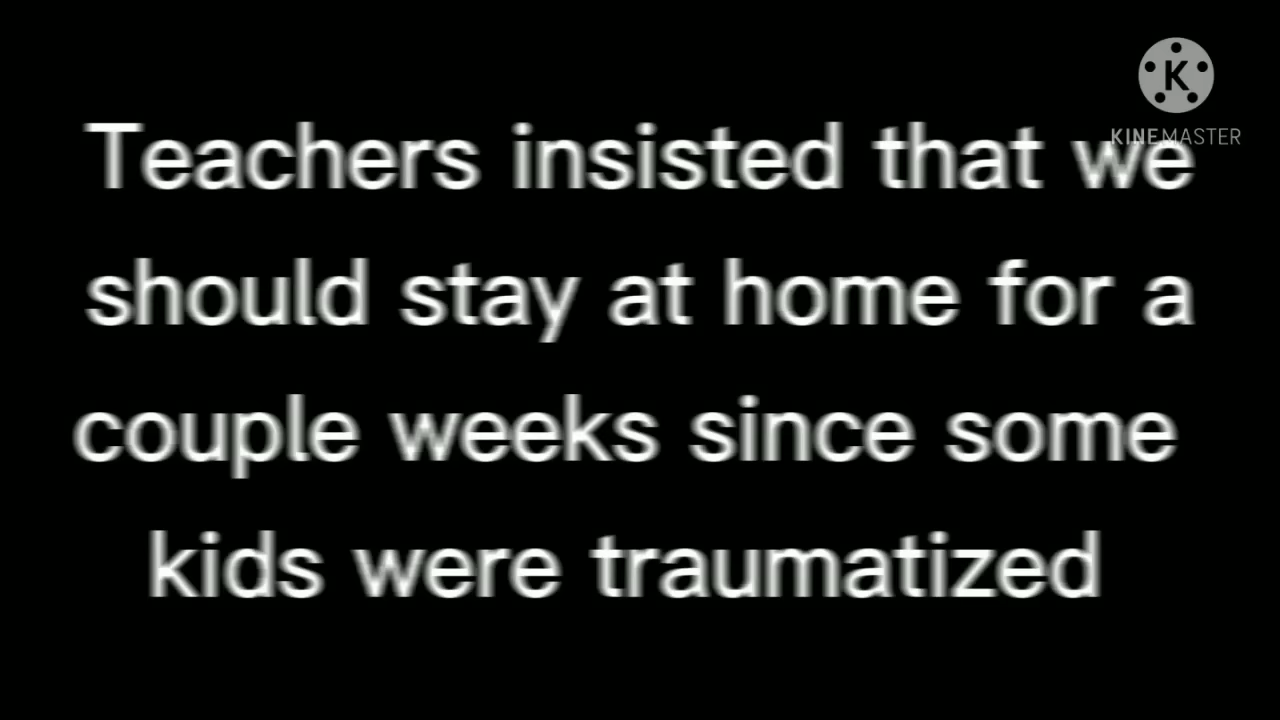 K
KINEMASTER
Teachers insisted that we
should stay at home for a
couple weeks since some
kids were traumatized